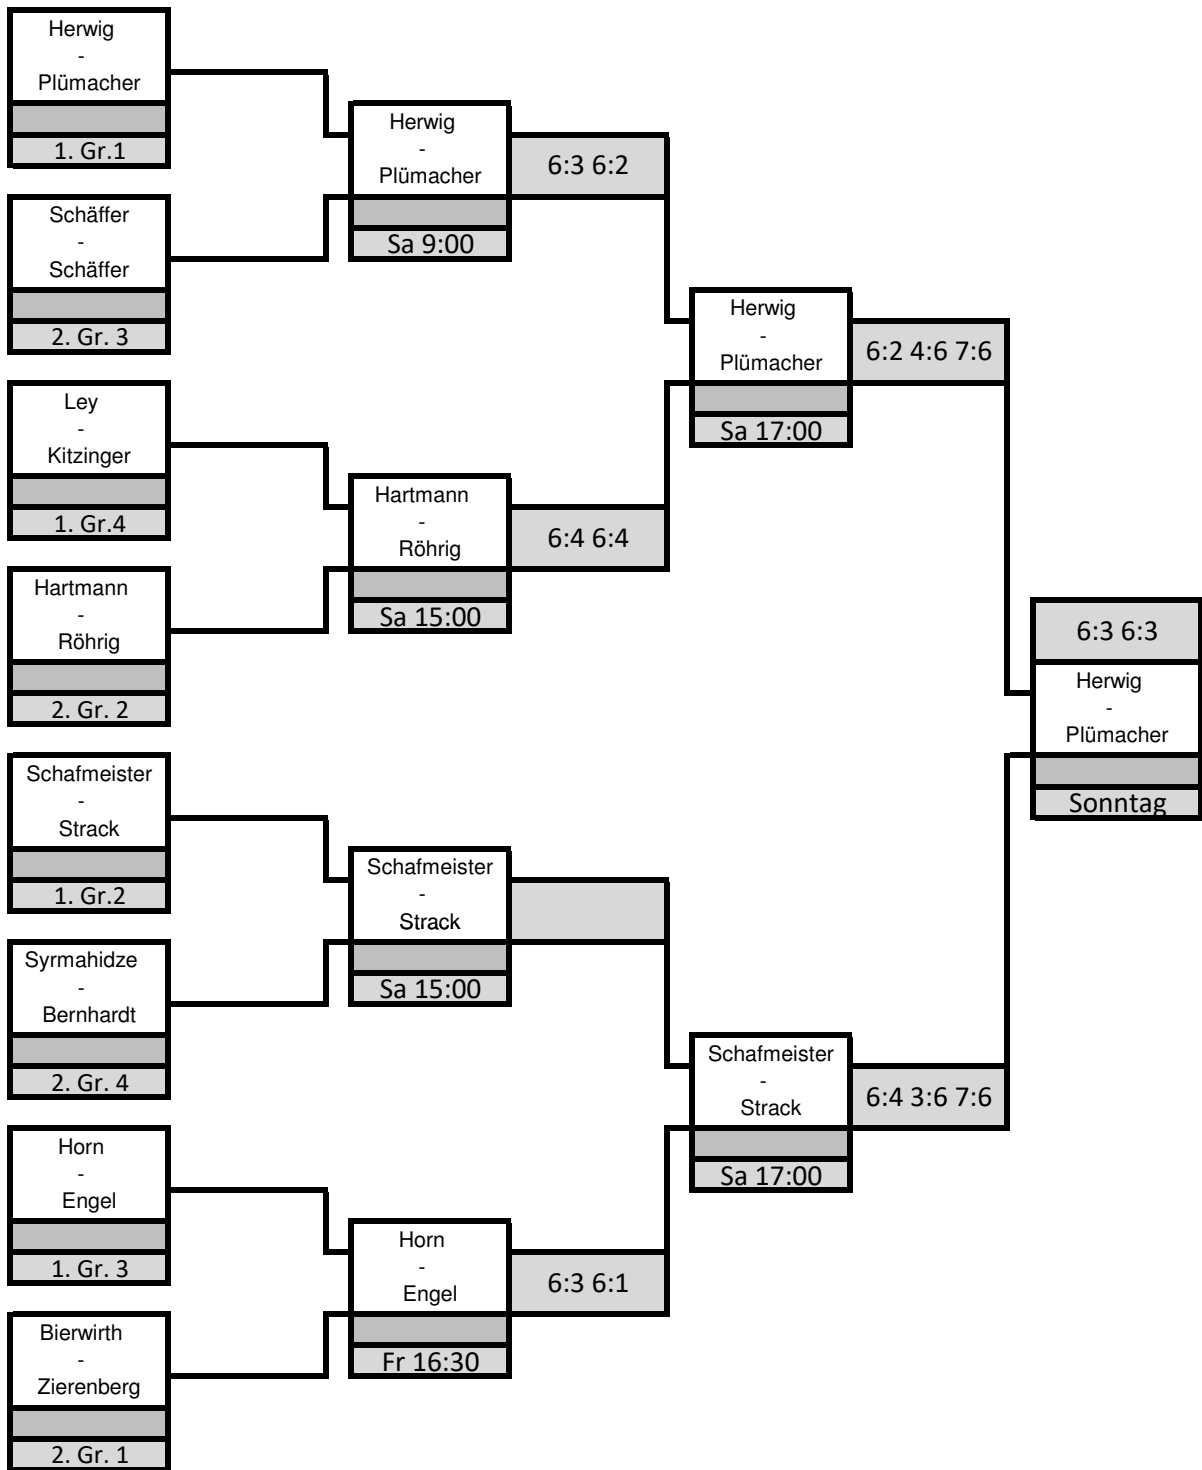 Herwig
-
Plümacher
1. Gr.1
Schäffer
-
Schäffer
2. Gr. 3
Ley
-
Kitzinger
1. Gr.4
Hartmann
-
Röhrig
2. Gr. 2
Schafmeister
-
Strack
1. Gr.2
Syrmahidze
-
Bernhardt
2. Gr. 4
Horn
-
Engel
1. Gr. 3
Bierwirth
-
Zierenberg
2. Gr. 1
Herwig
-
Plümacher
6:3 6:2
Sa 9:00
Hartmann
-
Röhrig
6:4 6:4
Sa 15:00
Schafmeister
-
Strack
Sa 15:00
Horn
-
Engel
6:3 6:1
Fr 16:30
Herwig
-
Plümacher
6:2 4:6 7:6
Sa 17:00
Schafmeister
-
Strack
6:4 3:6 7:6
Sa 17:00
6:3 6:3
Herwig
-
Plümacher
Sonntag